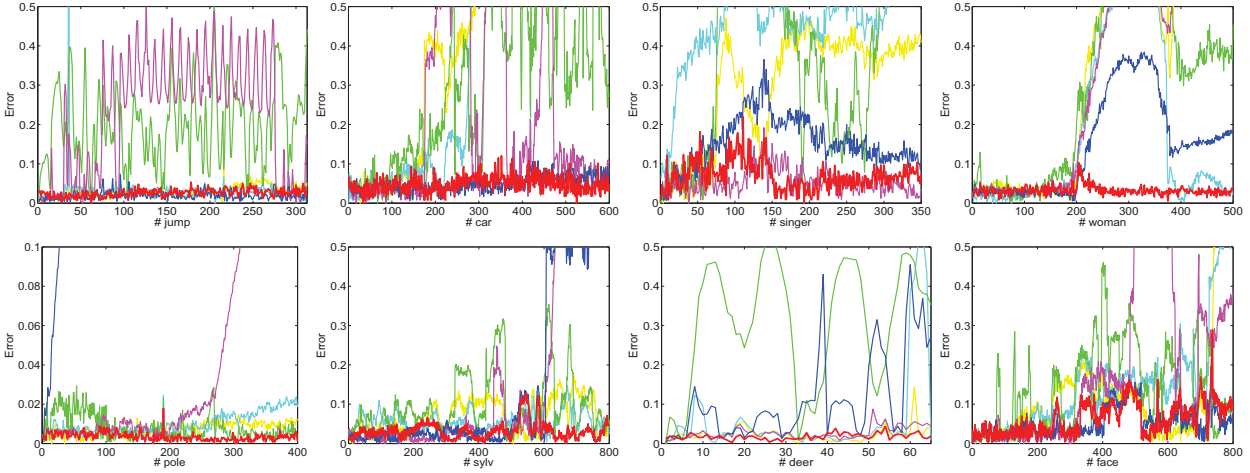 0.5
0.4
0.3
0.2
0.1
0
Error
0 50 100 150 200 250 300
# jump
0.5
0.4
0.3
0.2
0.1
0
Error
0 100 200 300 400 500 600
# car
0.5
0.4
0.3
0.2
0.1
0
Error
0 50 100 150 200 250 300 350
# singer
0.5
0.4
0.3
0.2
0.1
0
Error
0 100 200 300 400 500
# woman
0.1
0.08
0.06
0.04
0.02
0
Error
0 100 200 300 400
# pole
0.5
0.4
0.3
0.2
0.1
0
Error
0 200 400 600 800
# sylv
0.5
0.4
0.3
0.2
0.1
0
Error
0 10 20 30 40 50 60
# deer
0.5
0.4
0.3
0.2
0.1
0
Error
0 200 400 600 800
# face